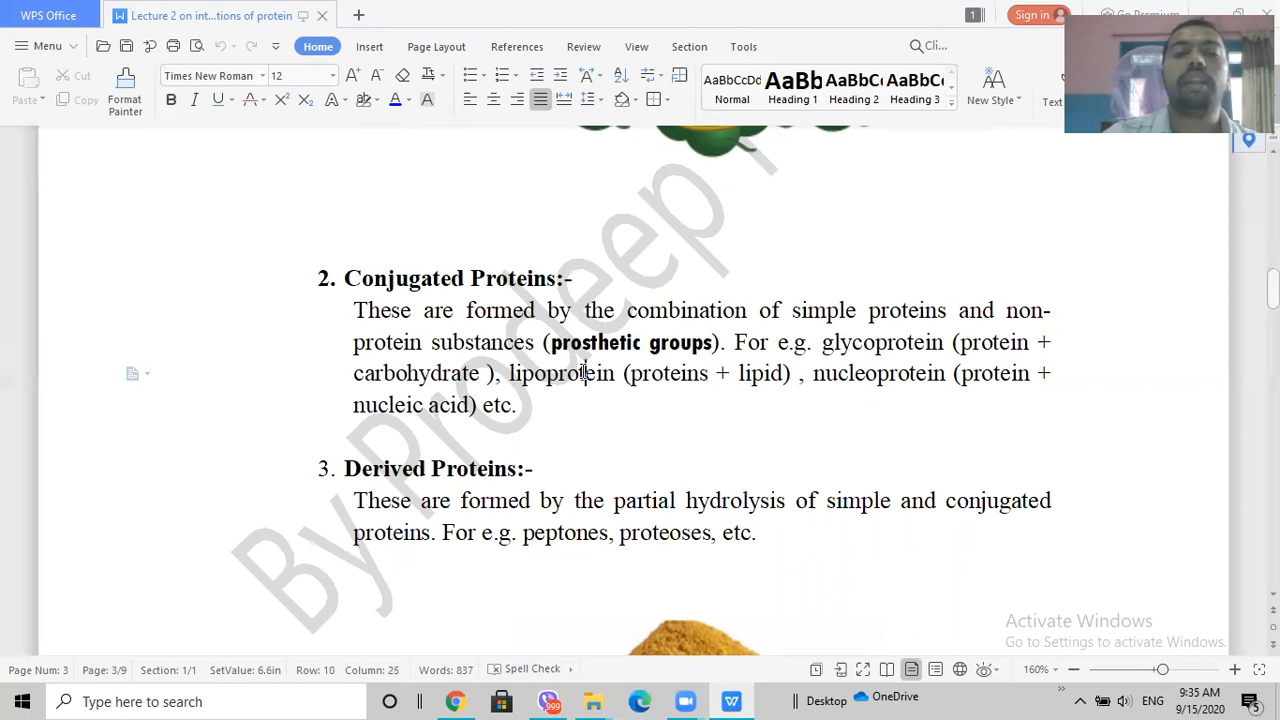 WPS Office
Lecture 2 on int...tions of protein
1
Sign in
Go Premium
Menu
Home
Insert
Page Layout
References
Review
View
Section
Tools
Cli...
Paste
Cut
Copy
Format
Painter
Times New Roman
12
AaBbCcDd
Normal
AaBb
Heading 1
AaBbC
Heading 2
AaBbC
Heading 3
New Style
Text
2. Conjugated Proteins:-
These are formed by the combination of simple proteins and non-
protein substances (prosthetic groups). For e.g. glycoprotein (protein +
carbohydrate ), lipoprotein (proteins + lipid) , nucleoprotein (protein +
nucleic acid) etc.
3. Derived Proteins:-
These are formed by the partial hydrolysis of simple and conjugated
proteins. For e.g. peptones, proteoses, etc.
By Prodeep
Activate Windows
Go to Settings to activate Windows.
Page Num: 3 Page: 3/9 Section: 1/1 SetValue: 6.6in Row: 10 Column: 25 Words: 837 Spell Check 160%
Type here to search
999
Desktop
OneDrive
ENG
9:35 AM
9/15/2020
5